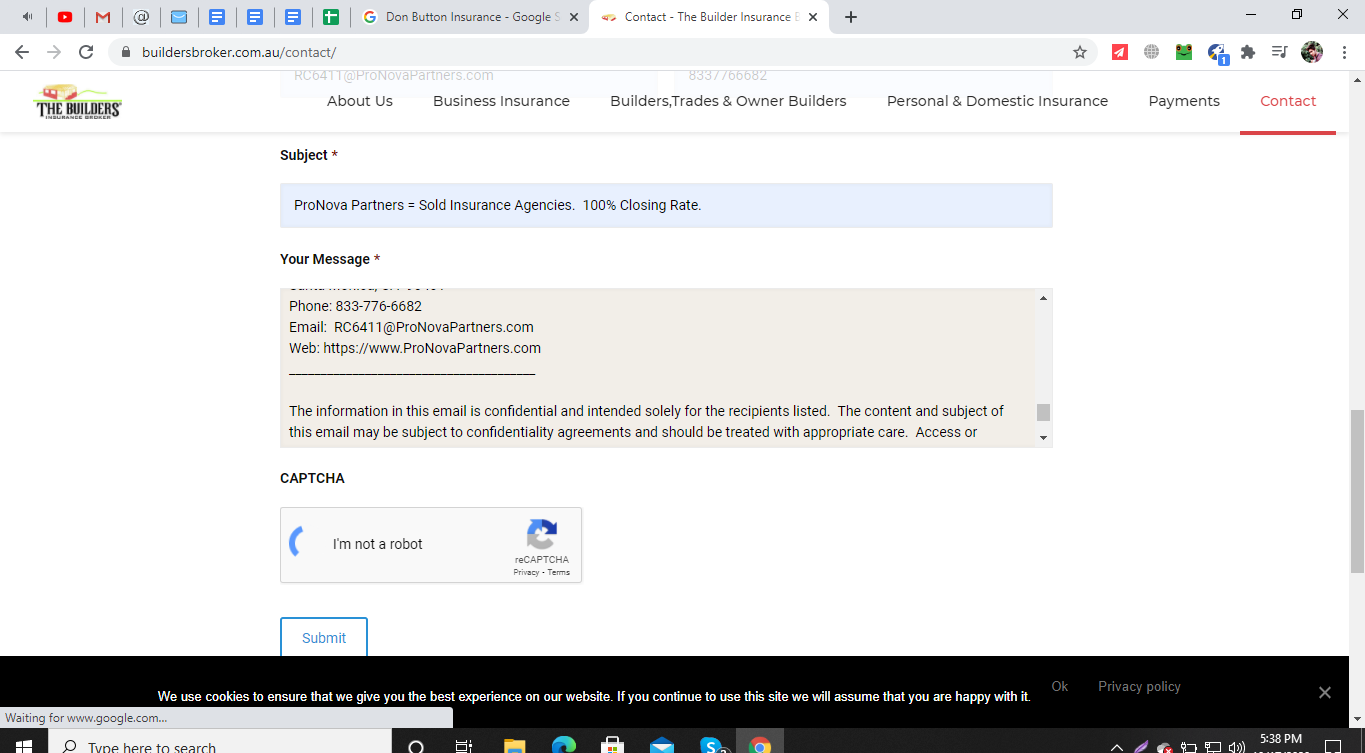 Don Button Insurance - Google S
Contact - The Builder Insurance B
buildersbroker.com.au/contact/
1
RC6411@ProNovaPartners.com
8337766682
THE BUILDERS
INSURANCE BROKER
About Us
Business Insurance
Builders,Trades & Owner Builders
Personal & Domestic Insurance
Payments
Contact
Subject *
ProNova Partners = Sold Insurance Agencies.  100% Closing Rate.
Your Message *
Phone: 833-776-6682
Email:  RC6411@ProNovaPartners.com
Web: https://www.ProNovaPartners.com
___________________________________
The information in this email is confidential and intended solely for the recipients listed.  The content and subject of
this email may be subject to confidentiality agreements and should be treated with appropriate care.  Access or
CAPTCHA
I'm not a robot
reCAPTCHA
Privacy - Terms
Submit
We use cookies to ensure that we give you the best experience on our website. If you continue to use this site we will assume that you are happy with it.
Ok
Privacy policy
Waiting for www.google.com...
Type here to search
5:38 PM